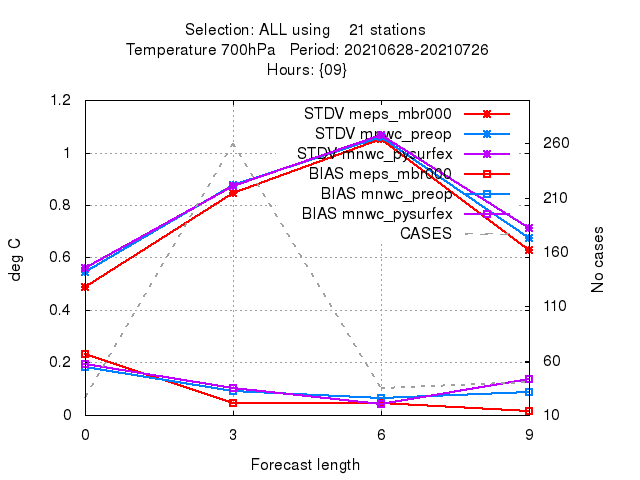 Selection: ALL using 21 stations
Temperature 700hPa Period: 20210628-20210726
Hours: {09}
1.2
1
0.8
0.6
0.4
0.2
0
deg C
STDV meps_mbr000
STDV mnwc_preop
STDV mnwc_pysurfex
BIAS meps_mbr000
BIAS mnwc_preop
BIAS mnwc_pysurfex
CASES
260
210
160
110
60
10
No cases
0 3 6 9
Forecast length